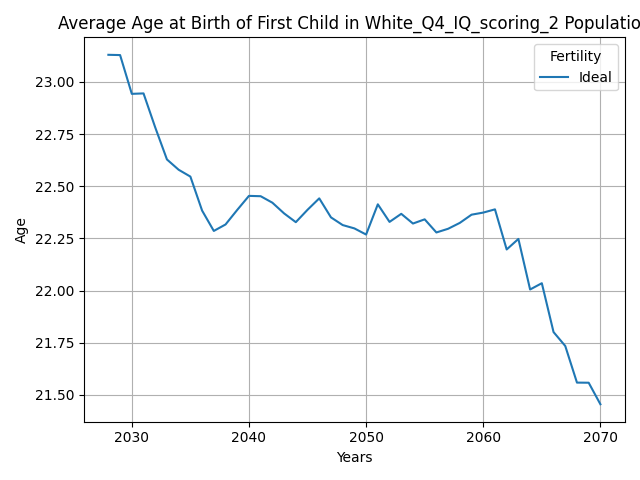 Average Age at Birth of First Child in White_Q4_IQ_scoring_2 Populatio
Fertility
Ideal
23.00
22.75
22.50
22.25
22.00
21.75
21.50
Age
2030 2040 2050 2060 2070
Years